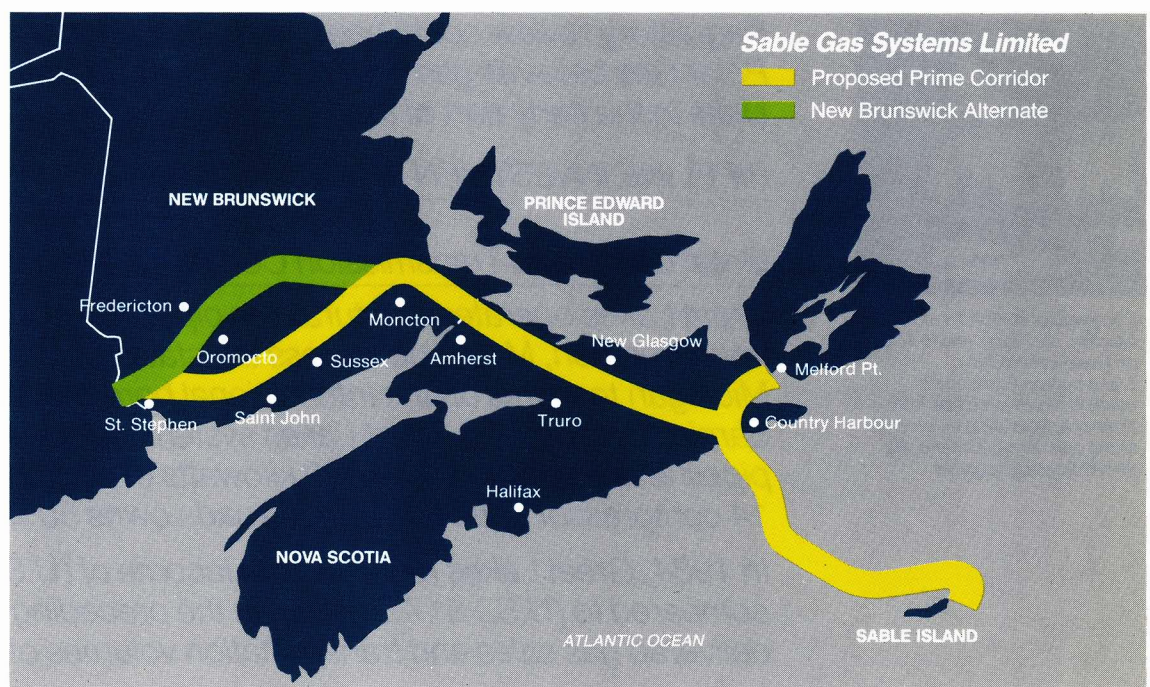 Sable Gas Systems Limited
Proposed Prime Corridor
New Brunswick Alternate
NEW BRUNSWICK
PRINCE EDWARD
ISLAND
Fredericton
Moncton
New Glasgow
Oromocto
Sussex
Amherst
Melford Pt.
St. Stephen
Saint John
Truro
Country Harbour
Halifax
NOVA SCOTIA
ATLANTIC OCEAN
SABLE ISLAND